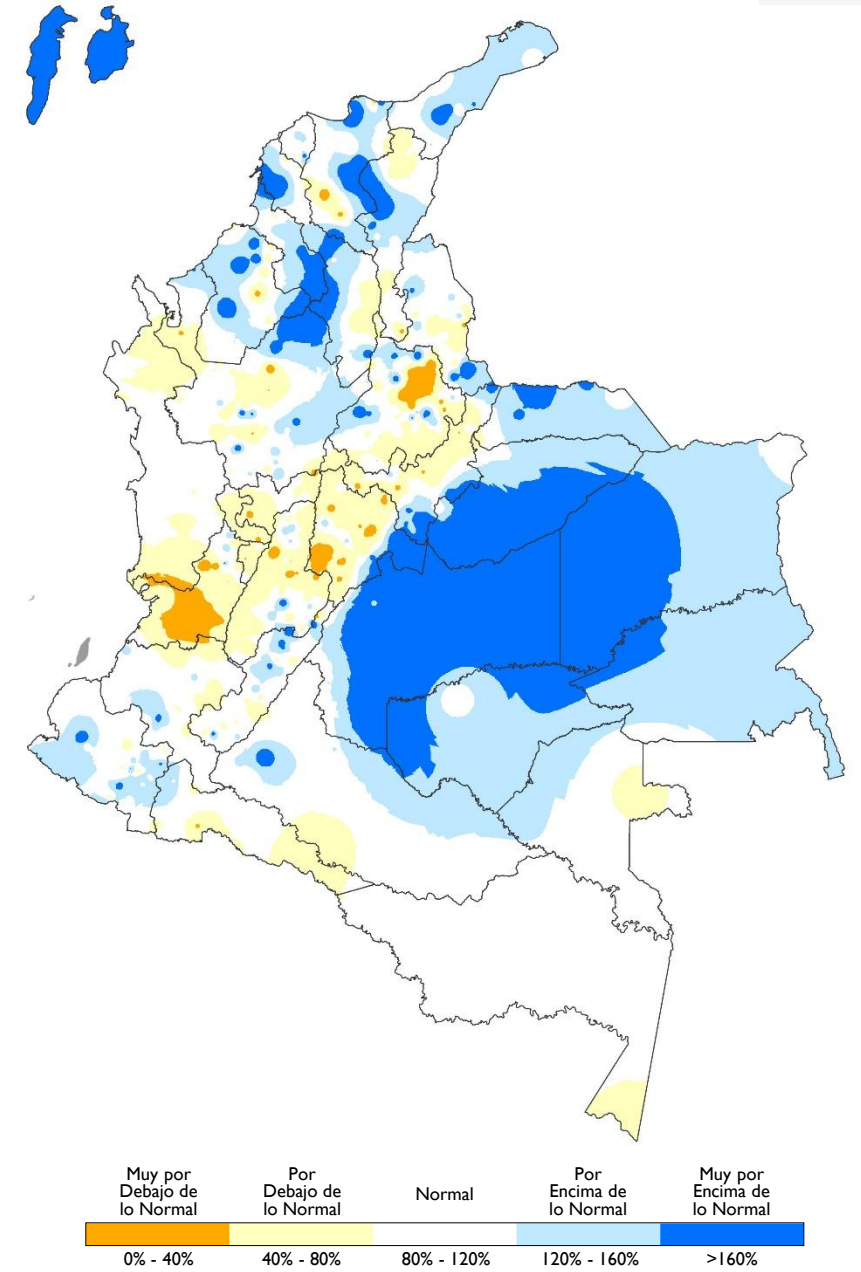 Muy por
Debajo de
lo Normal
Por
Debajo de
lo Normal
Normal
Por
Encima de
lo Normal
Muy por
Encima de
lo Normal
0% - 40%
40% - 80%
80% - 120%
120% - 160%
>160%